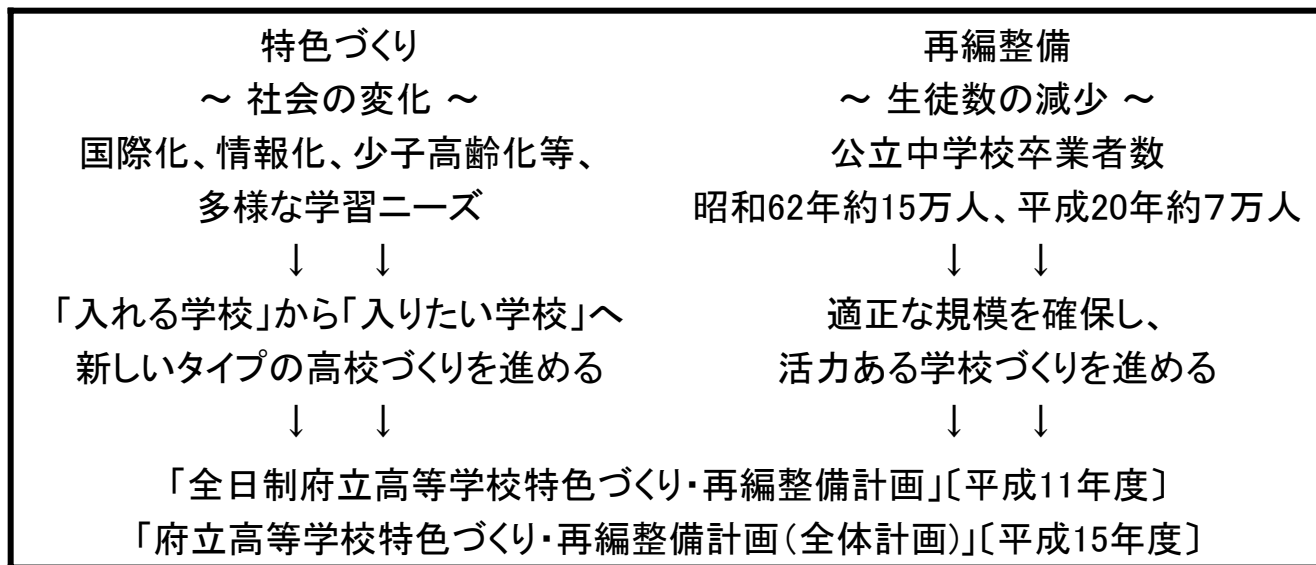 特色づくり
～ 社会の変化 ～
国際化、情報化、少子高齢化等、
多様な学習ニーズ
↓ ↓
「入れる学校」から「入りたい学校」へ
新しいタイプの高校づくりを進める
↓ ↓
再編整備
～ 生徒数の減少 ～
公立中学校卒業者数
昭和62年約15万人、平成20年約７万人
↓ ↓
適正な規模を確保し、
活力ある学校づくりを進める
↓ ↓
「全日制府立高等学校特色づくり・再編整備計画」〔平成11年度〕
「府立高等学校特色づくり・再編整備計画（全体計画）」〔平成15年度〕